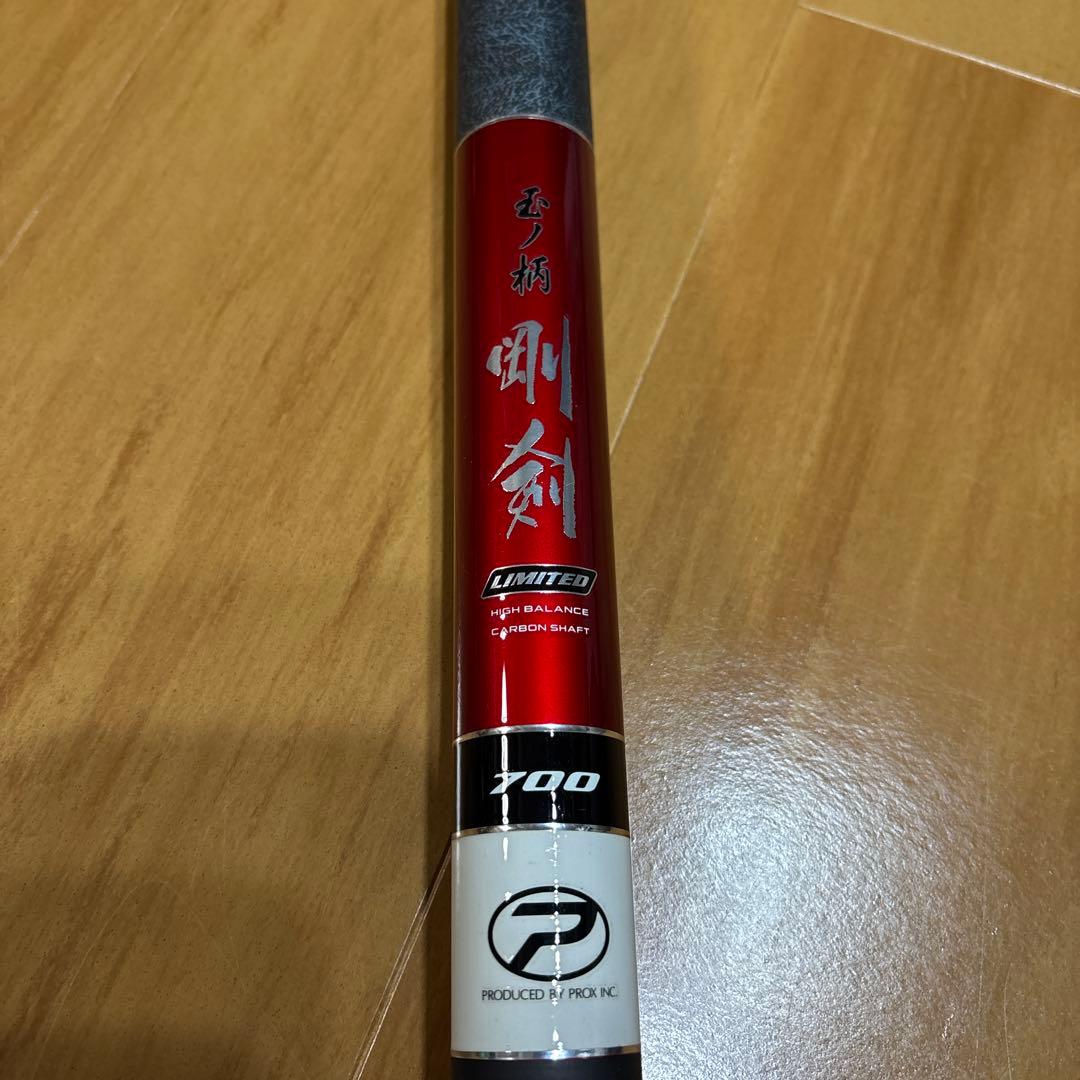 玉ノ柄
剛剣
LIMITED
HIGH BALANCE
CARBON SHAFT
700
P
PRODUCED BY PROX INC.